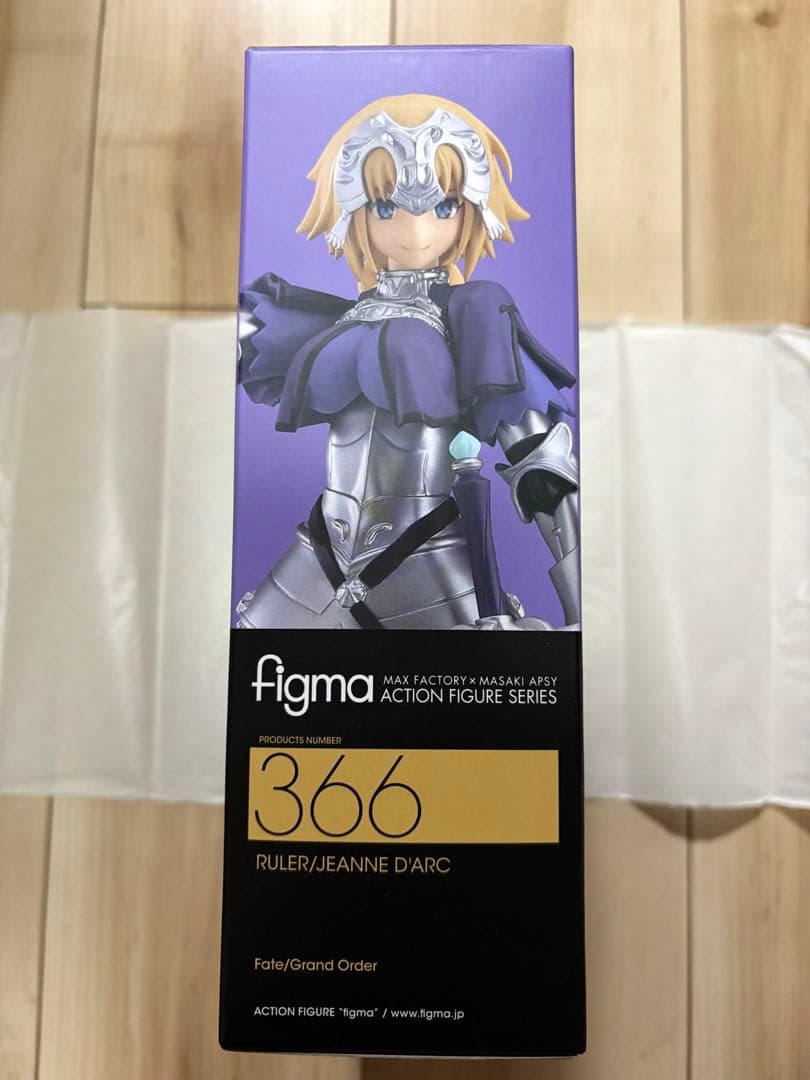 figma MAX FACTORY×MASAKI APSY
ACTION FIGURE SERIES
PRODUCTS NUMBER
366
RULER/JEANNE D'ARC
Fate/Grand Order
ACTION FIGURE "figma" / www.figma.jp